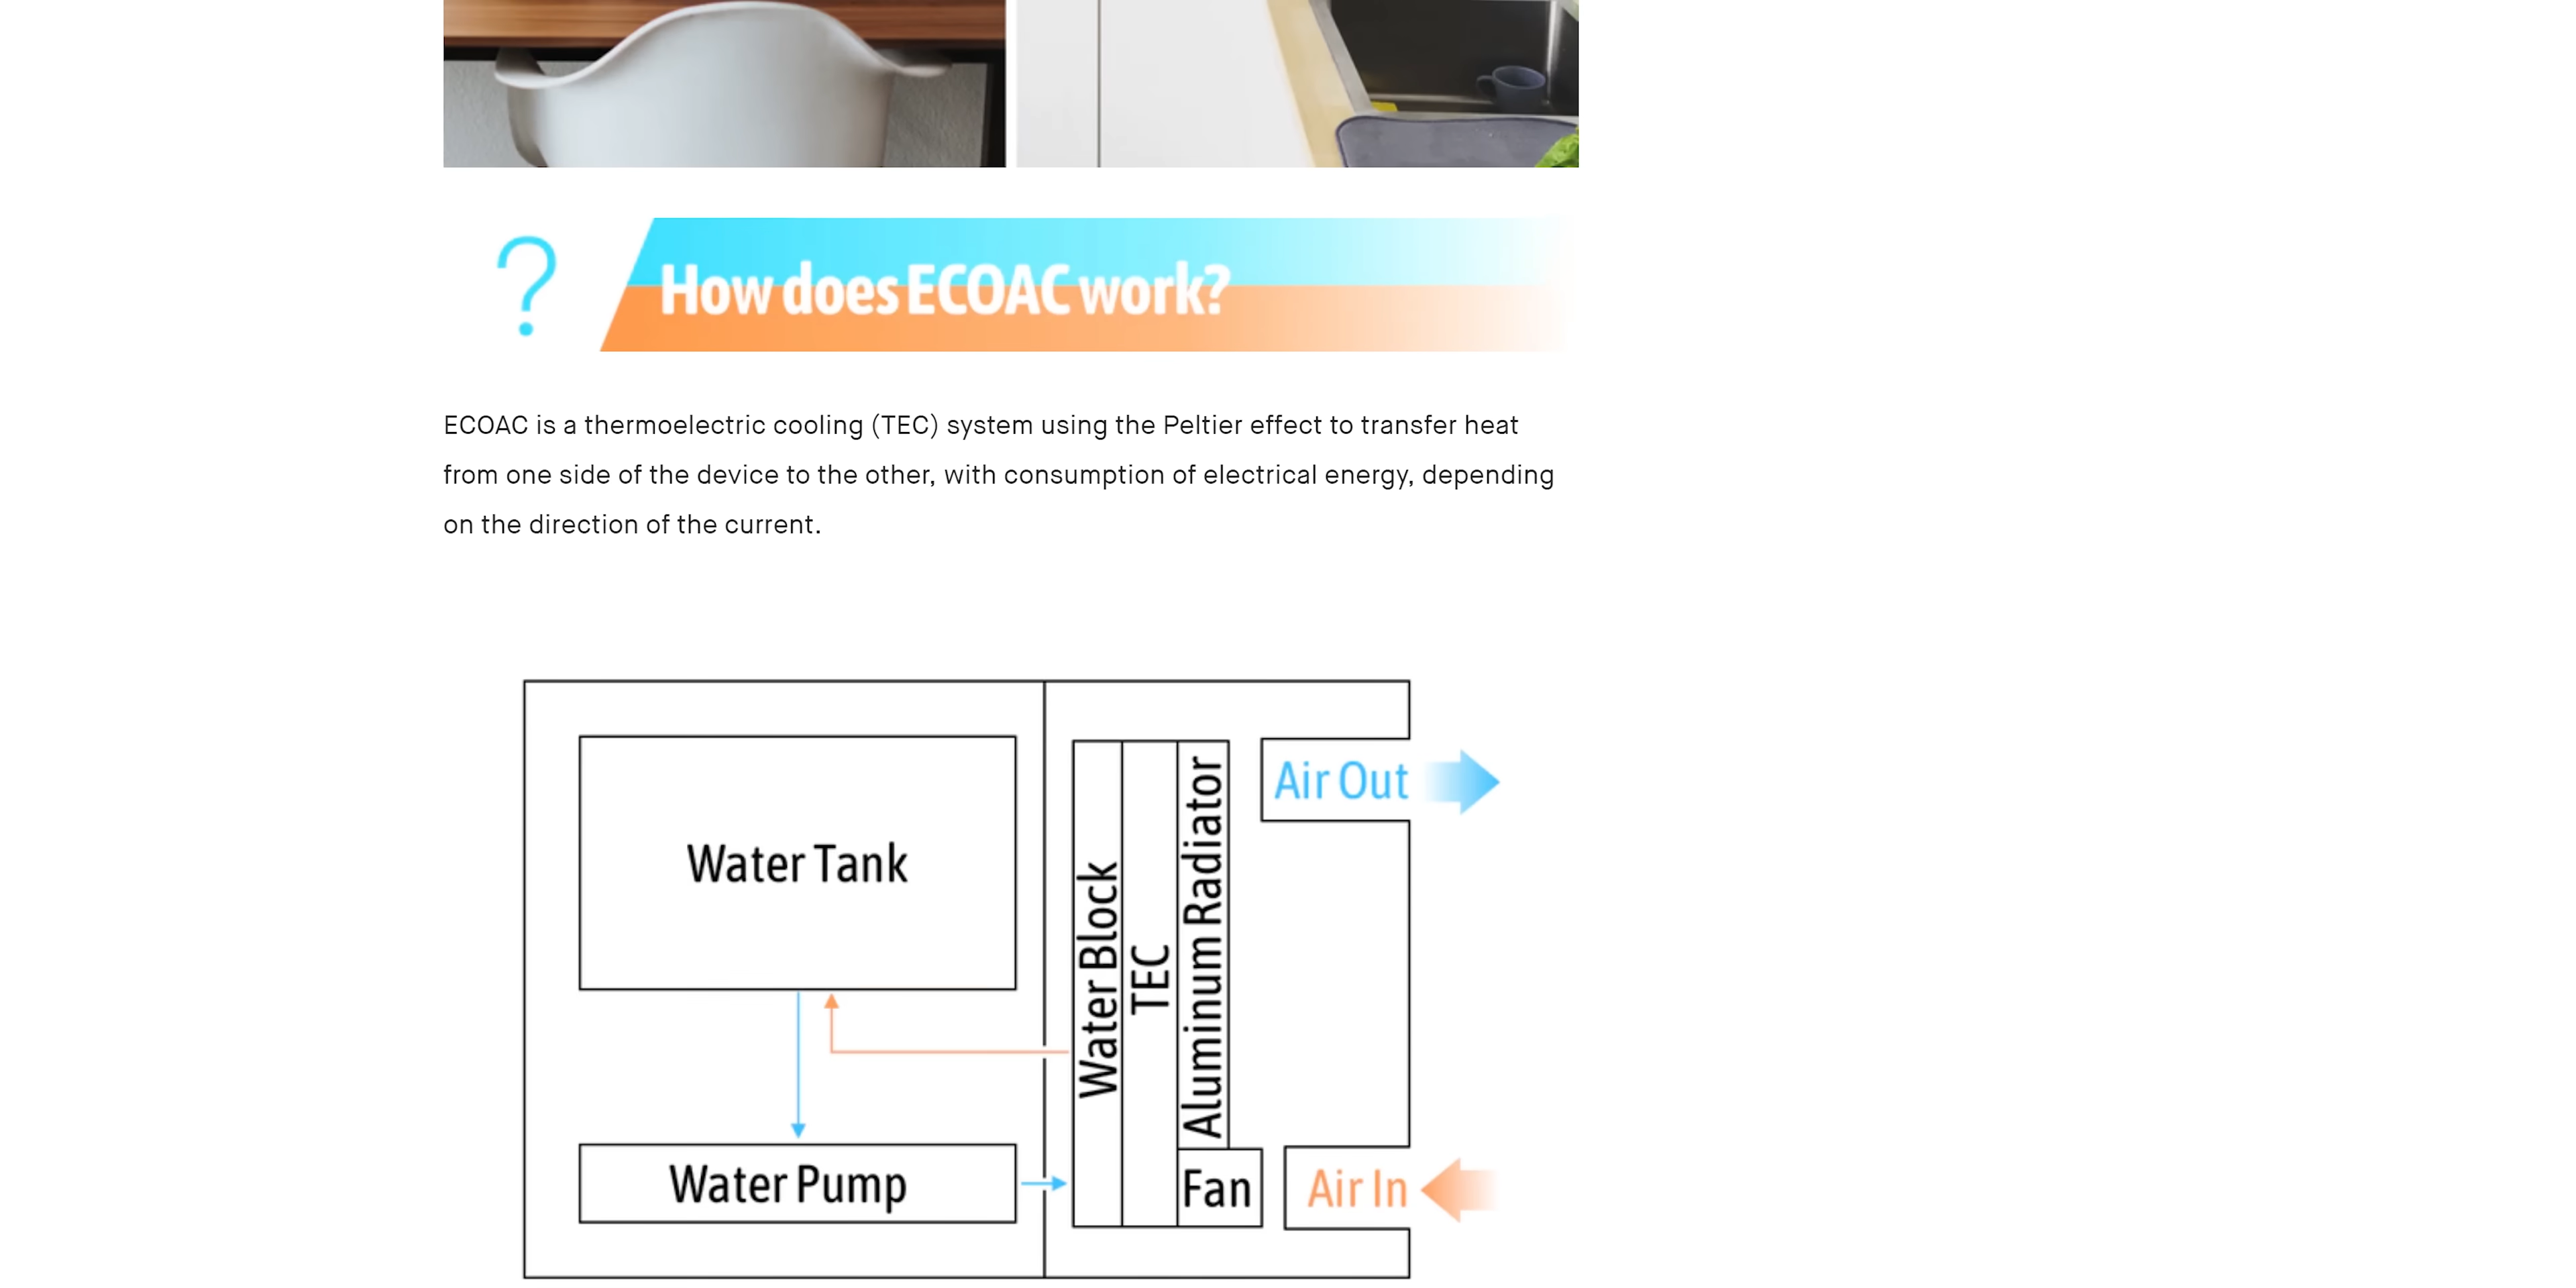 ?
How does ECOAC work?
ECOAC is a thermoelectric cooling (TEC) system using the Peltier effect to transfer heat
from one side of the device to the other, with consumption of electrical energy, depending
on the direction of the current.
Water Tank
Water Pump
Water Block
TEC
Aluminum Radiator
Fan
Air Out
Air In